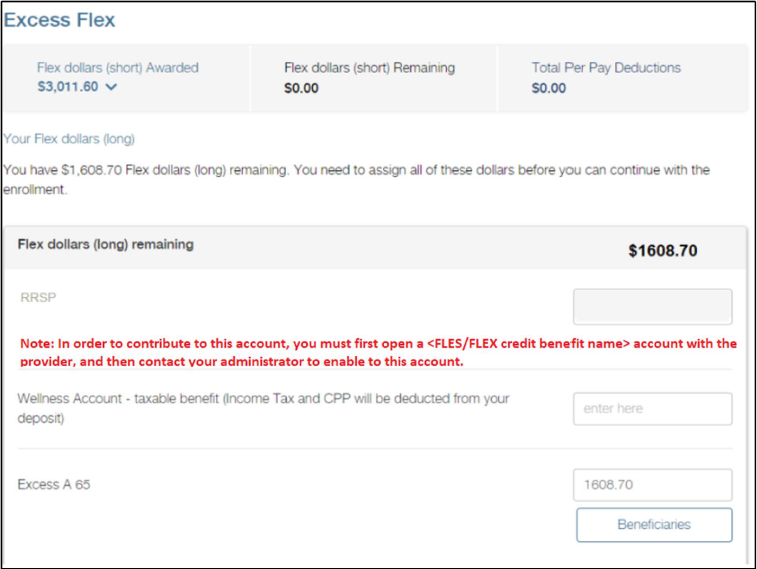 Excess Flex
Flex dollars (short) Awarded
$3,011.60
Flex dollars (short) Remaining
$0.00
Total Per Pay Deductions
$0.00
Your Flex dollars (long)
You have $1,608.70 Flex dollars (long) remaining. You need to assign all of these dollars before you can continue with the
enrollment.
Flex dollars (long) remaining
$1608.70
RRSP
Note: In order to contribute to this account, you must first open a <FLES/FLEX credit benefit name> account with the
provider, and then contact your administrator to enable to this account.
Wellness Account - taxable benefit (Income Tax and CPP will be deducted from your
deposit)
enter here
Excess A 65
1608.70
Beneficiaries